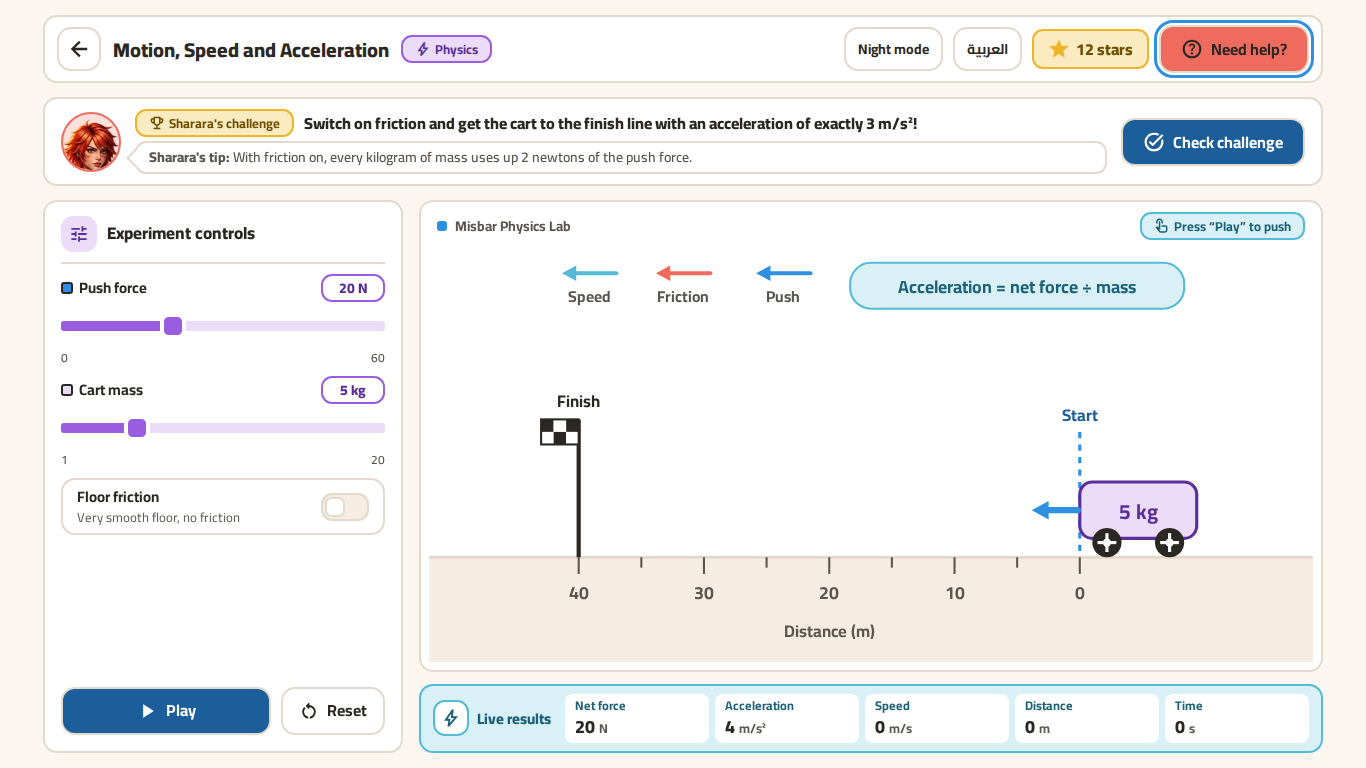 Motion, Speed and Acceleration
Physics
Night mode
العربية
12 stars
Need help?
Sharara's challenge
Switch on friction and get the cart to the finish line with an acceleration of exactly 3 m/s²!
Sharara's tip: With friction on, every kilogram of mass uses up 2 newtons of the push force.
Check challenge
Experiment controls
Push force
20 N
0
60
Cart mass
5 kg
1
20
Floor friction
Very smooth floor, no friction
Play
Reset
Misbar Physics Lab
Press "Play" to push
Speed
Friction
Push
Acceleration = net force ÷ mass
Finish
Start
5 kg
40
30
20
10
0
Distance (m)
Live results
Net force
20 N
Acceleration
4 m/s²
Speed
0 m/s
Distance
0 m
Time
0 s